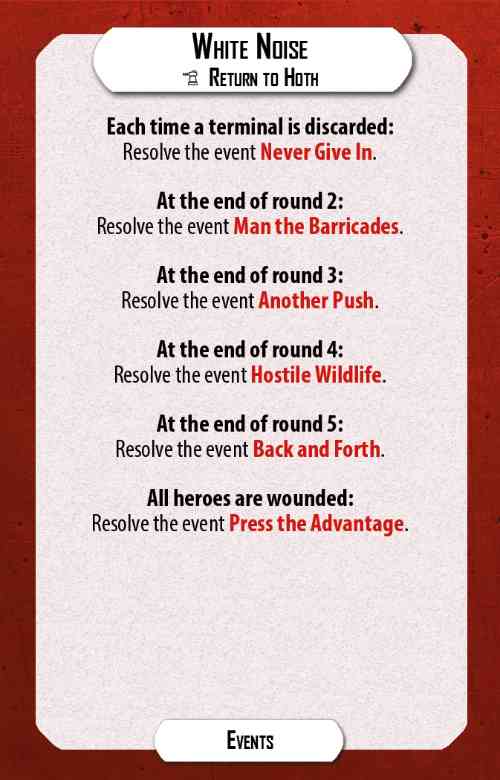 White Noise
Return to Hoth
Each time a terminal is discarded:
Resolve the event Never Give In.
At the end of round 2:
Resolve the event Man the Barricades.
At the end of round 3:
Resolve the event Another Push.
At the end of round 4:
Resolve the event Hostile Wildlife.
At the end of round 5:
Resolve the event Back and Forth.
All heroes are wounded:
Resolve the event Press the Advantage.
Events